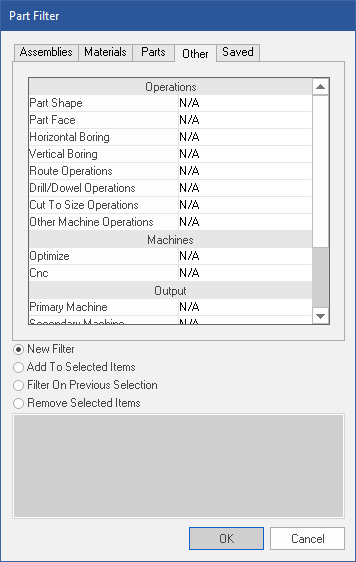 Part Filter
Assemblies Materials Parts Other Saved
Operations
Part Shape N/A
Part Face N/A
Horizontal Boring N/A
Vertical Boring N/A
Route Operations N/A
Drill/Dowel Operations N/A
Cut To Size Operations N/A
Other Machine Operations N/A
Machines
Optimize N/A
Cnc N/A
Output
Primary Machine N/A
Secondary Machine N/A
New Filter
Add To Selected Items
Filter On Previous Selection
Remove Selected Items
OK Cancel